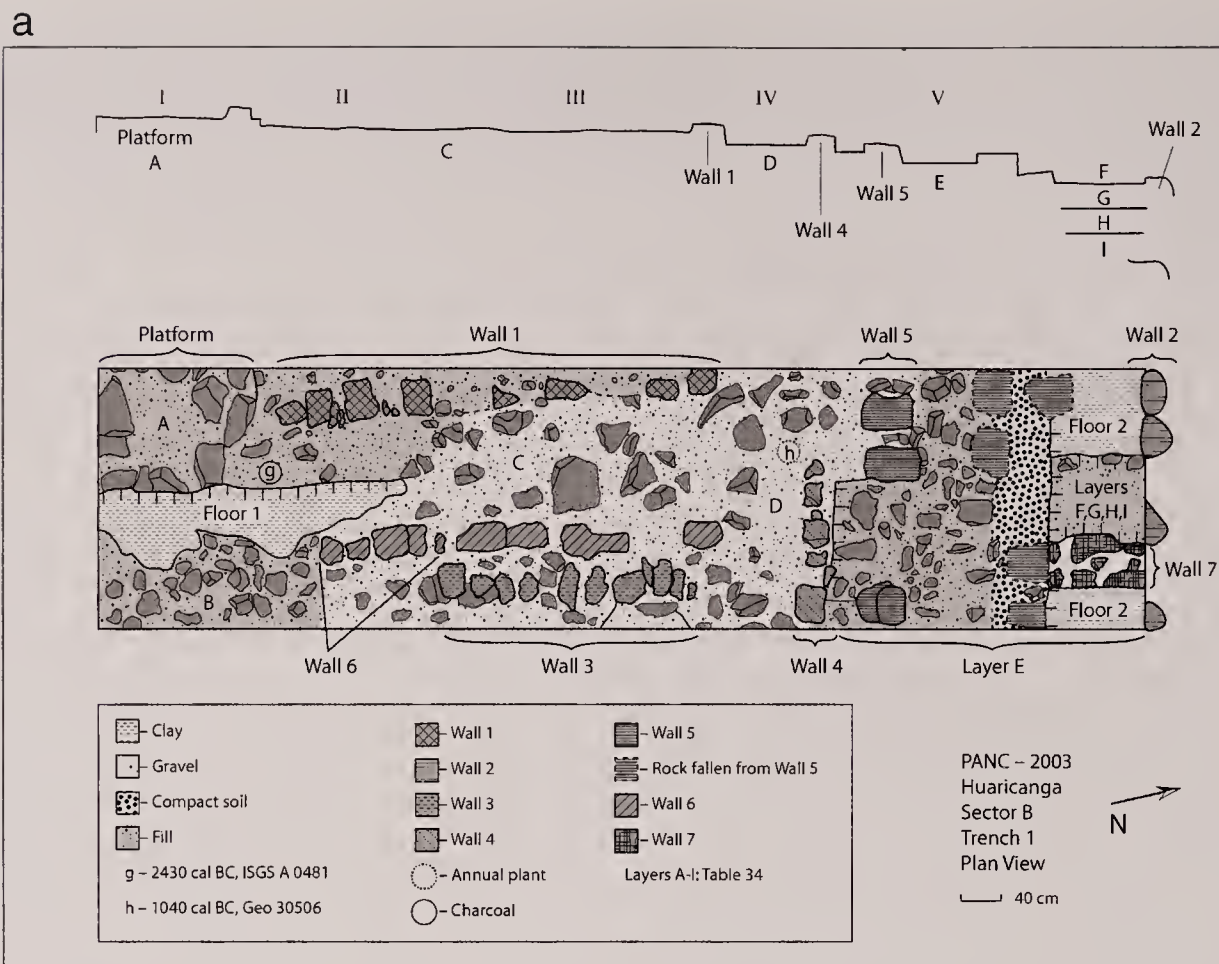 a
I II III IV V
Platform
A
C
Wall 1
D
Wall 4
Wall 5
E
F
G
H
I
Wall 2
Platform
Wall 1
Wall 5
Wall 2
A
g
Floor 1
B
C
h
D
Floor 2
Layers
F,G,H,I
Wall 7
Floor 2
Wall 6
Wall 3
Wall 4
Layer E
- Clay
- Gravel
- Compact soil
- Fill
g – 2430 cal BC, ISGS A 0481
h – 1040 cal BC, Geo 30506
- Wall 1
- Wall 2
- Wall 3
- Wall 4
- Annual plant
- Charcoal
- Wall 5
- Rock fallen from Wall 5
- Wall 6
- Wall 7
Layers A-I: Table 34
PANC – 2003
Huaricanga
Sector B
Trench 1
Plan View
N
40 cm